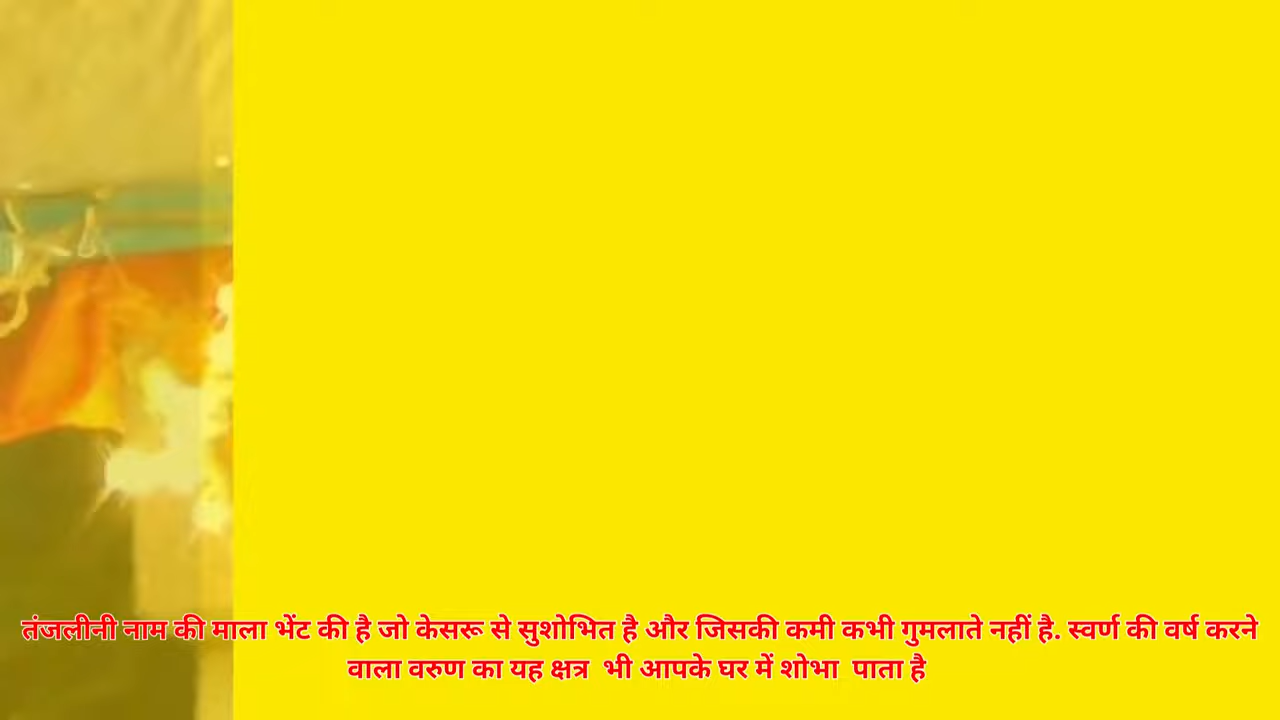 तंजलीनी नाम की माला भेंट की है जो केसरू से सुशोभित है और जिसकी कमी कभी गुमलाते नहीं है. स्वर्ण की वर्ष करने
वाला वरुण का यह क्षत्र भी आपके घर में शोभा पाता है